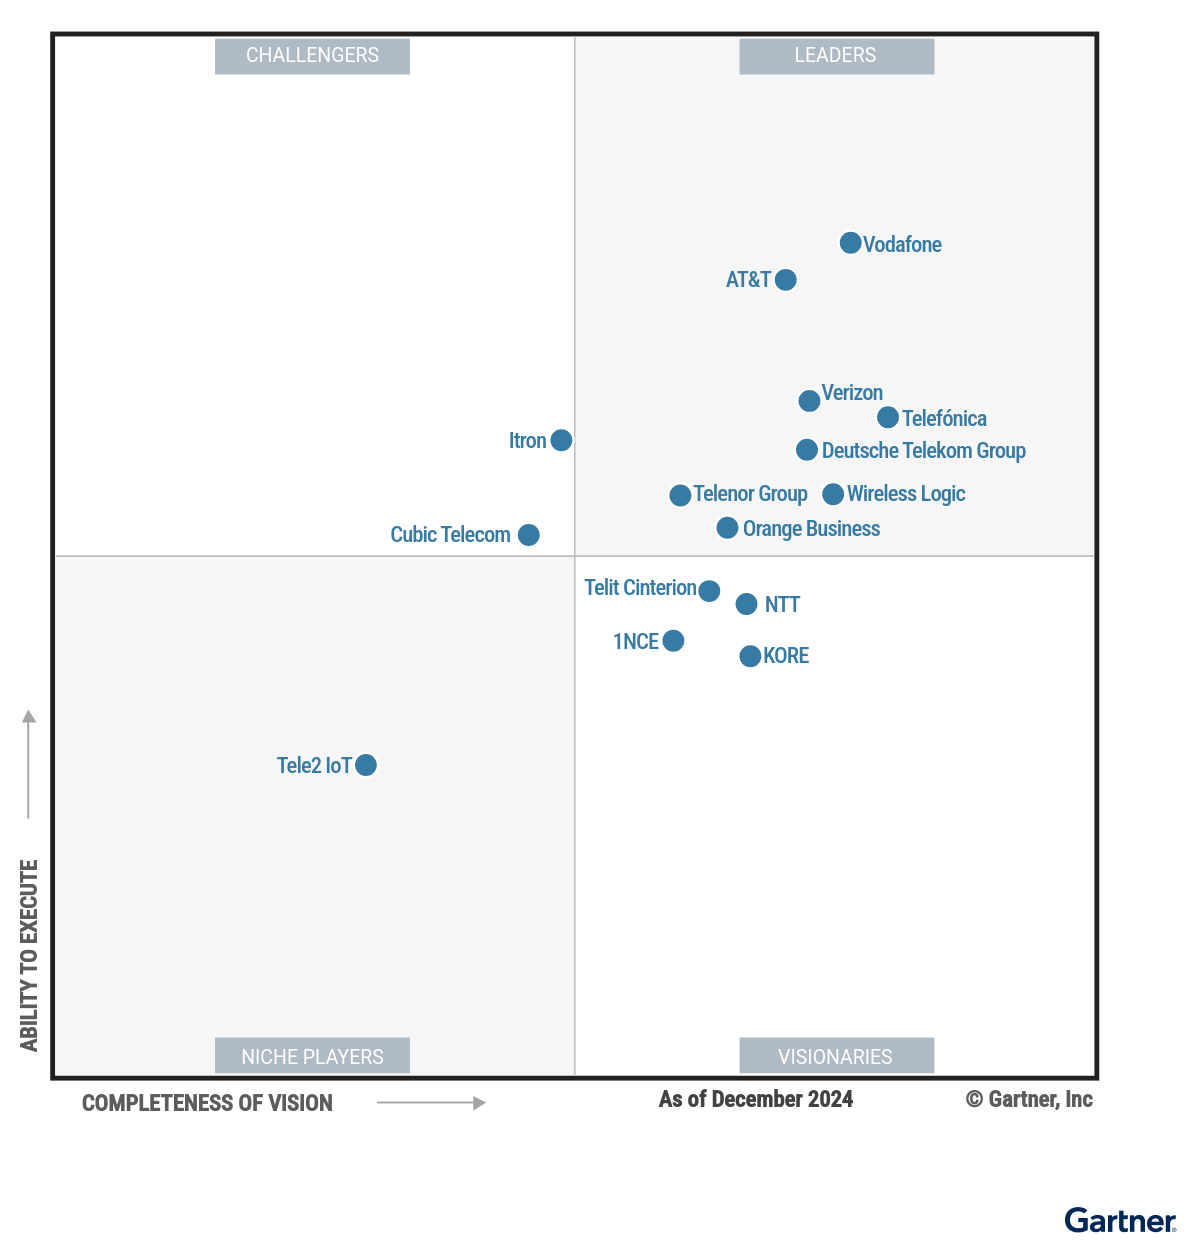 CHALLENGERS
LEADERS
Vodafone
AT&T
Verizon
Telefónica
Itron
Deutsche Telekom Group
Telenor Group
Wireless Logic
Orange Business
Cubic Telecom
Telit Cinterion
NTT
1NCE
KORE
Tele2 IoT
ABILITY TO EXECUTE
NICHE PLAYERS
VISIONARIES
COMPLETENESS OF VISION
As of December 2024
© Gartner, Inc
Gartner®